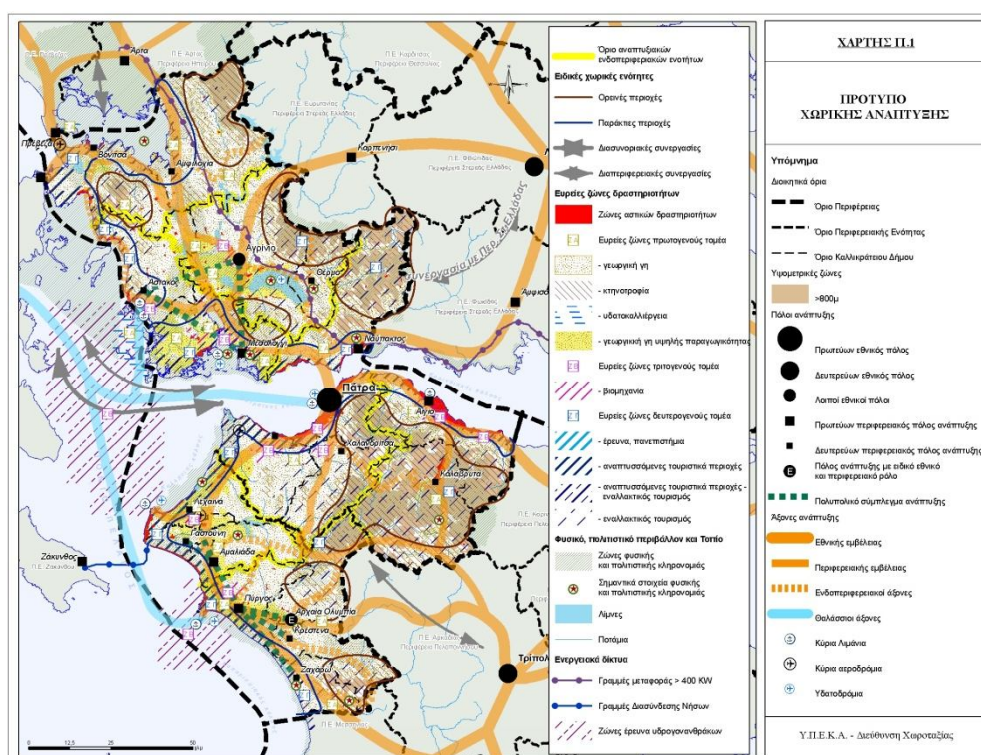 ΧΑΡΤΗΣ Π.1
ΠΡΟΤΥΠΟ
ΧΩΡΙΚΗΣ ΑΝΑΠΤΥΞΗΣ
Υπόμνημα
Διοικητικά όρια
Όριο Περιφέρειας
Όριο Περιφερειακής Ενότητας
Όριο Καλλικράτειου Δήμου
Υψομετρικές ζώνες
>800μ
Πόλοι ανάπτυξης
Πρωτεύων εθνικός πόλος
Δευτερεύων εθνικός πόλος
Λοιποί εθνικοί πόλοι
Πρωτεύων περιφερειακός πόλος ανάπτυξης
Δευτερεύων περιφερειακός πόλος ανάπτυξης
Πόλος ανάπτυξης με ειδικό εθνικό
και περιφερειακό ρόλο
Πολυπολικό σύμπλεγμα ανάπτυξης
Άξονες ανάπτυξης
Εθνικής εμβέλειας
Περιφερειακής εμβέλειας
Ενδοπεριφερειακοί άξονες
Θαλάσσιοι άξονες
Κύρια Λιμάνια
Κύρια αεροδρόμια
Υδατοδρόμια
Υ.Π.Ε.Κ.Α. - Διεύθυνση Χωροταξίας
Όριο αναπτυξιακών
ενδοπεριφερειακών ενοτήτων
Ειδικές χωρικές ενότητες
Ορεινές περιοχές
Παράκτιες περιοχές
Διασυνοριακές συνεργασίες
Διαπεριφερειακές συνεργασίες
Ευρείες ζώνες δραστηριοτήτων
Ζώνες αστικών δραστηριοτήτων
Ευρείες ζώνες πρωτογενούς τομέα
- γεωργική γη
- κτηνοτροφία
- υδατοκαλλιέργεια
- γεωργική γη υψηλής παραγωγικότητας
Ευρείες ζώνες τριτογενούς τομέα
- βιομηχανία
Ευρείες ζώνες δευτερογενούς τομέα
- έρευνα, πανεπιστήμια
- αναπτυσσόμενες τουριστικά περιοχές
- αναπτυσσόμενες τουριστικά περιοχές -
εναλλακτικός τουρισμός
- εναλλακτικός τουρισμός
Φυσικό, πολιτιστικό περιβάλλον και Τοπίο
Ζώνες φυσικής
και πολιτιστικής κληρονομιάς
Σημαντικά στοιχεία φυσικής
και πολιτιστικής κληρονομιάς
Λίμνες
Ποτάμια
Ενεργειακά δίκτυα
Γραμμές μεταφοράς > 400 KW
Γραμμές Διασύνδεσης Νήσων
Ζώνες έρευνα υδρογονανθράκων
Άρτα
Πρέβεζα
Βόνιτσα
Αμφιλοχία
Καρπενήσι
Αγρίνιο
Θέρμο
Αστακός
Μεσολόγγι
Ναύπακτος
Άμφισσα
Πάτρα
Αίγιο
Χαλανδρίτσα
Καλάβρυτα
Λεχαινά
Γαστούνη
Αμαλιάδα
Ζάκυνθος
Π.Ε. Ζακύνθου
Πύργος
Αρχαία Ολυμπία
Κρέστενα
Ζαχάρω
Τρίπολη
0 12,5 25 50